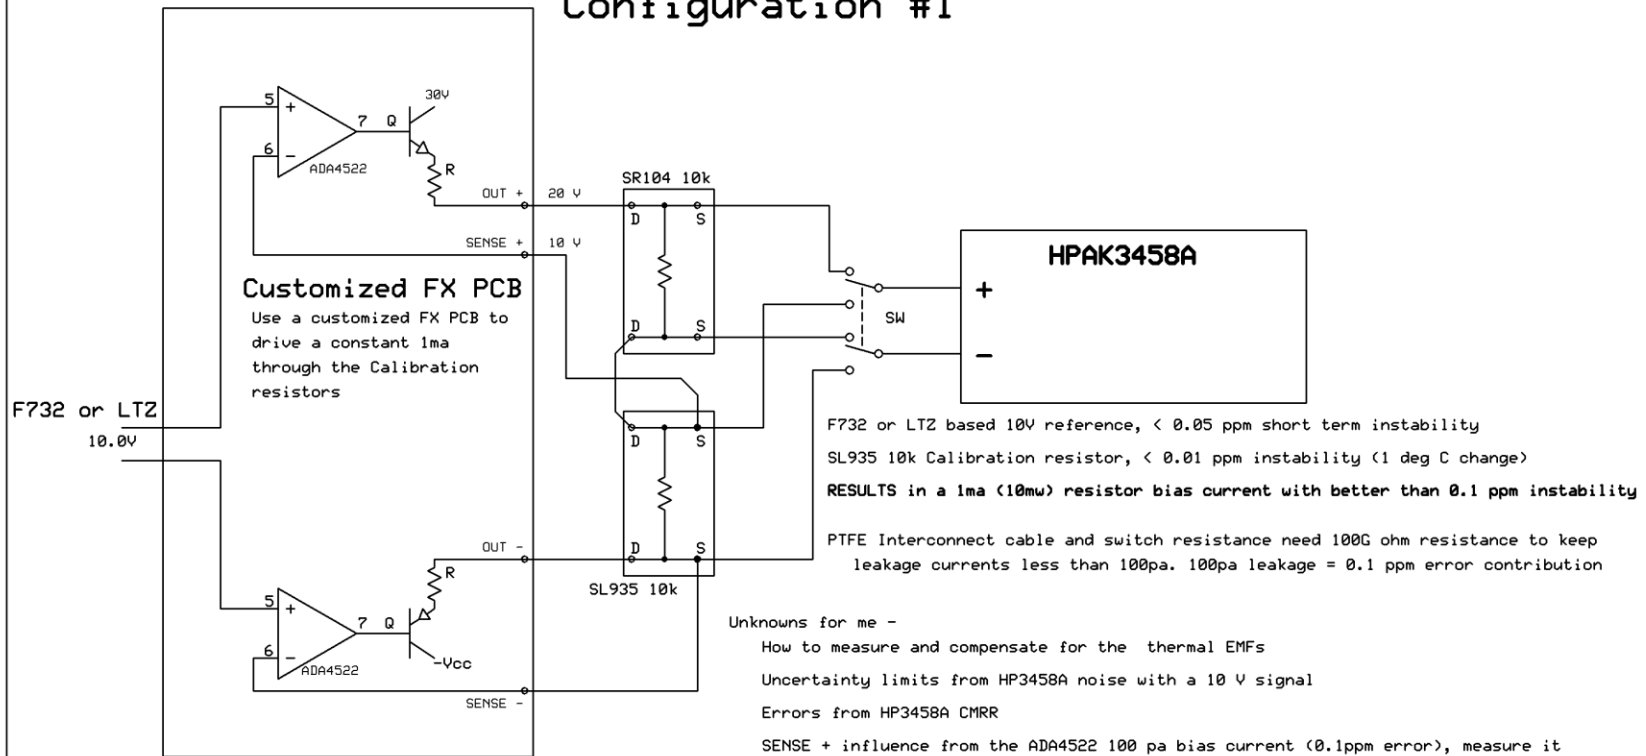 Configuration #1
30V
5
+
7
Q
6
−
ADA4522
R
OUT +
20 V
SR104 10k
D
S
SENSE +
10 V
HPAK3458A
Customized FX PCB
+
Use a customized FX PCB to
SW
drive a constant 1ma
D
S
through the Calibration
−
resistors
F732 or LTZ
10.0V
D
S
F732 or LTZ based 10V reference, < 0.05 ppm short term instability
SL935 10k Calibration resistor, < 0.01 ppm instability (1 deg C change)
RESULTS in a 1ma (10mw) resistor bias current with better than 0.1 ppm instability
PTFE Interconnect cable and switch resistance need 100G ohm resistance to keep
leakage currents less than 100pa. 100pa leakage = 0.1 ppm error contribution
OUT −
D
S
R
SL935 10k
5
+
7
Q
6
−
ADA4522
−Vcc
SENSE −
Unknowns for me −
How to measure and compensate for the thermal EMFs
Uncertainty limits from HP3458A noise with a 10 V signal
Errors from HP3458A CMRR
SENSE + influence from the ADA4522 100 pa bias current (0.1ppm error), measure it